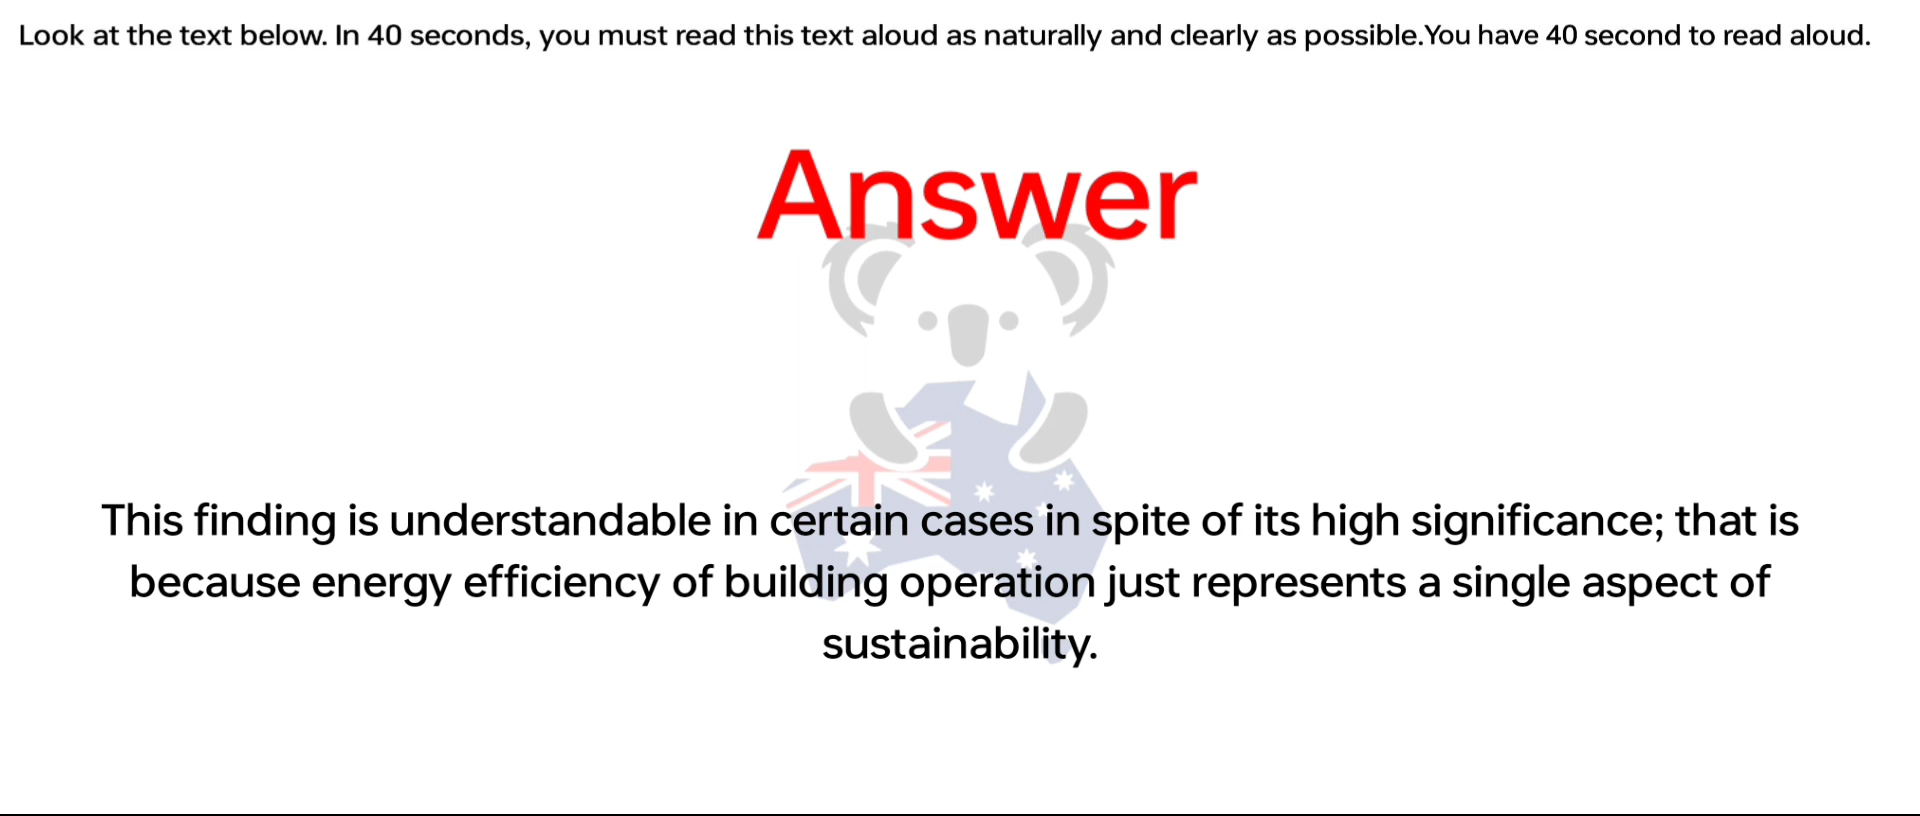 Look at the text below. In 40 seconds, you must read this text aloud as naturally and clearly as possible.You have 40 second to read aloud.
Answer
This finding is understandable in certain cases in spite of its high significance; that is
because energy efficiency of building operation just represents a single aspect of
sustainability.